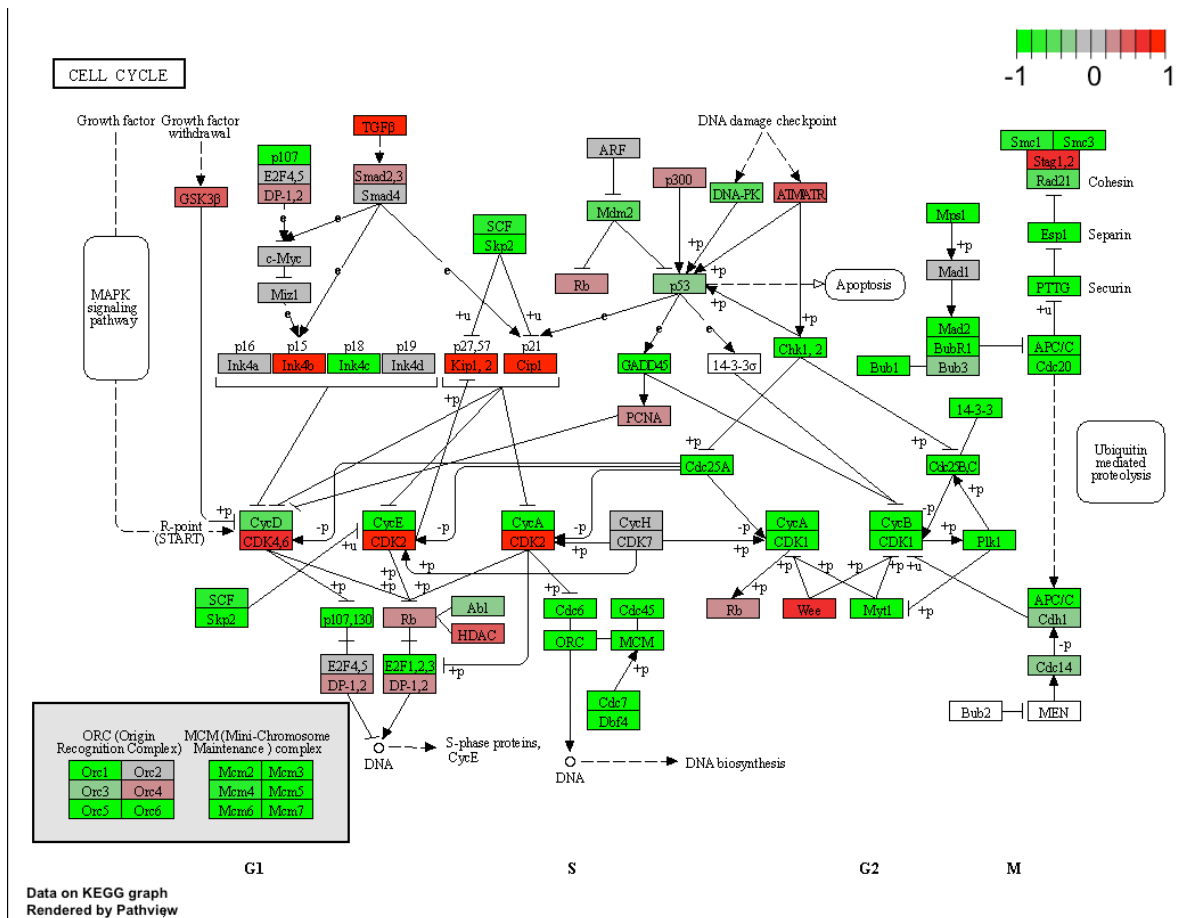 CELL CYCLE
-1 0 1
Growth factor
Growth factor
withdrawal
TGFβ
DNA damage checkpoint
Smc1 Smc3
Stag1,2
Rad21
Cohesin
p107
E2F4,5
DP-1,2
Smad2,3
Smad4
ARF
p300
DNA-PK
ATM/ATR
GSK3β
Mdm2
Mps1
+p
Esp1
Separin
SCF
Skp2
e
e
c-Myc
Mad1
Rb
p53
+p
+p
+p
Apoptosis
PTTG
Securin
MAPK
signaling
pathway
Miz1
e
e
e
+u
+u
e
e
e
+p
Mad2
BubR1
Bub3
Bub1
+u
APC/C
Cdc20
p16
Ink4a
p15
Ink4b
p18
Ink4c
p19
Ink4d
p27,57
Kip1, 2
p21
Cip1
GADD45
14-3-3σ
Chk1, 2
+p
PCNA
14-3-3
+p
+p
Cdc25A
Cdc25B,C
Ubiquitin
mediated
proteolysis
R-point
(START)
+p
CycD
CDK4,6
-p
CycE
CDK2
+u
-p
CycA
CDK2
-p
+p
CycH
CDK7
-p
+p
CycA
CDK1
CycB
CDK1
-p
+p
+p
Plk1
+p
+p
+p
+p
+p
+p
+p
+p
+p
+u
+p
SCF
Skp2
p107,130
Rb
Abl
HDAC
Cdc6
Cdc45
ORC
MCM
+p
Rb
Wee
Myt1
APC/C
Cdh1
-p
Cdc14
E2F4,5
DP-1,2
E2F1,2,3
DP-1,2
+p
Cdc7
Dbf4
Bub2
MEN
DNA
S-phase proteins,
CycE
DNA
DNA biosynthesis
ORC (Origin
Recognition Complex)
MCM (Mini-Chromosome
Maintenance ) complex
Orc1 Orc2
Orc3 Orc4
Orc5 Orc6
Mcm2 Mcm3
Mcm4 Mcm5
Mcm6 Mcm7
G1 S G2 M
Data on KEGG graph
Rendered by Pathview